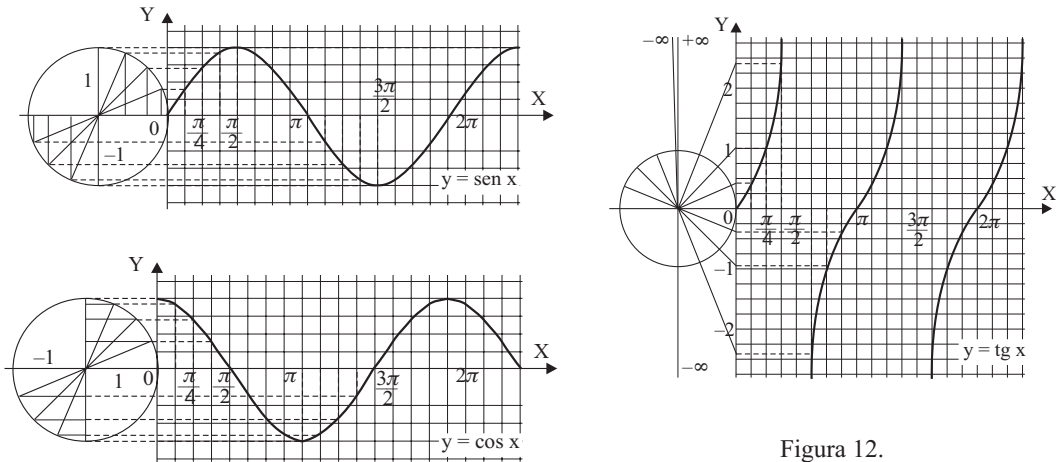 Y
1
0
–1
π/4
π/2
π
3π/2
2π
X
y = sen x
Y
–1
1
0
π/4
π/2
π
3π/2
2π
X
y = cos x
Y
–∞
+∞
2
1
0
–1
–2
–∞
π/4
π/2
π
3π/2
2π
X
y = tg x
Figura 12.